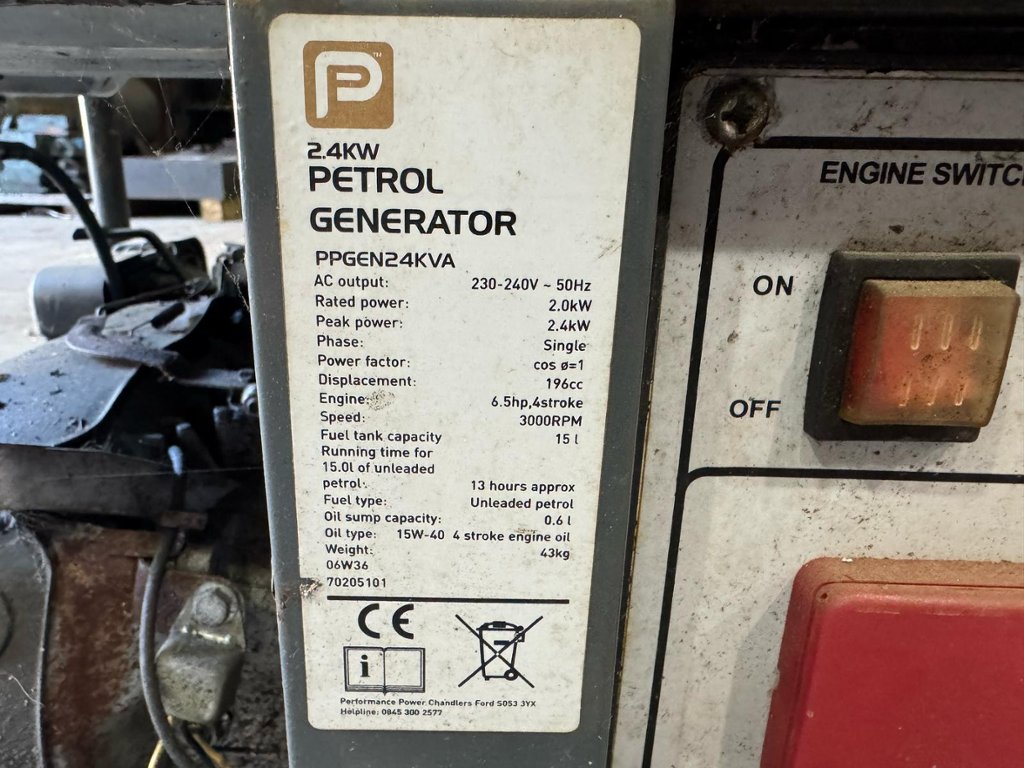 P
TM
2.4KW
PETROL
GENERATOR
PPGEN24KVA
AC output: 230-240V ~ 50Hz
Rated power: 2.0kW
Peak power: 2.4kW
Phase: Single
Power factor: cos ø=1
Displacement: 196cc
Engine: 6.5hp,4stroke
Speed: 3000RPM
Fuel tank capacity 15 l
Running time for
15.0l of unleaded
petrol: 13 hours approx
Fuel type: Unleaded petrol
Oil sump capacity: 0.6 l
Oil type: 15W-40 4 stroke engine oil
Weight: 43kg
06W36
70205101
CE
i
Performance Power Chandlers Ford SO53 3YX
Helpline: 0845 300 2577
ENGINE SWITC
ON
OFF